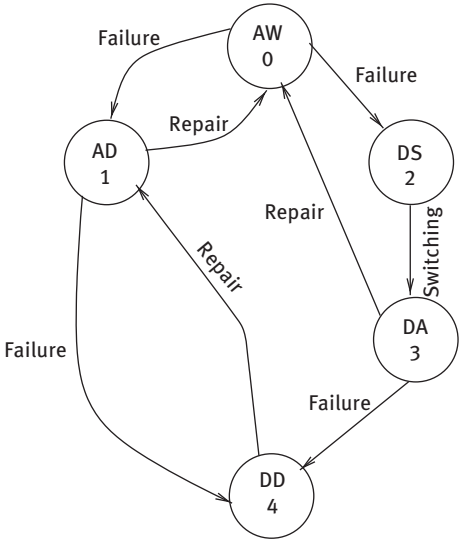 AW
0
Failure
Failure
Repair
AD
1
DS
2
Repair
Switching
Repair
DA
3
Failure
Failure
DD
4